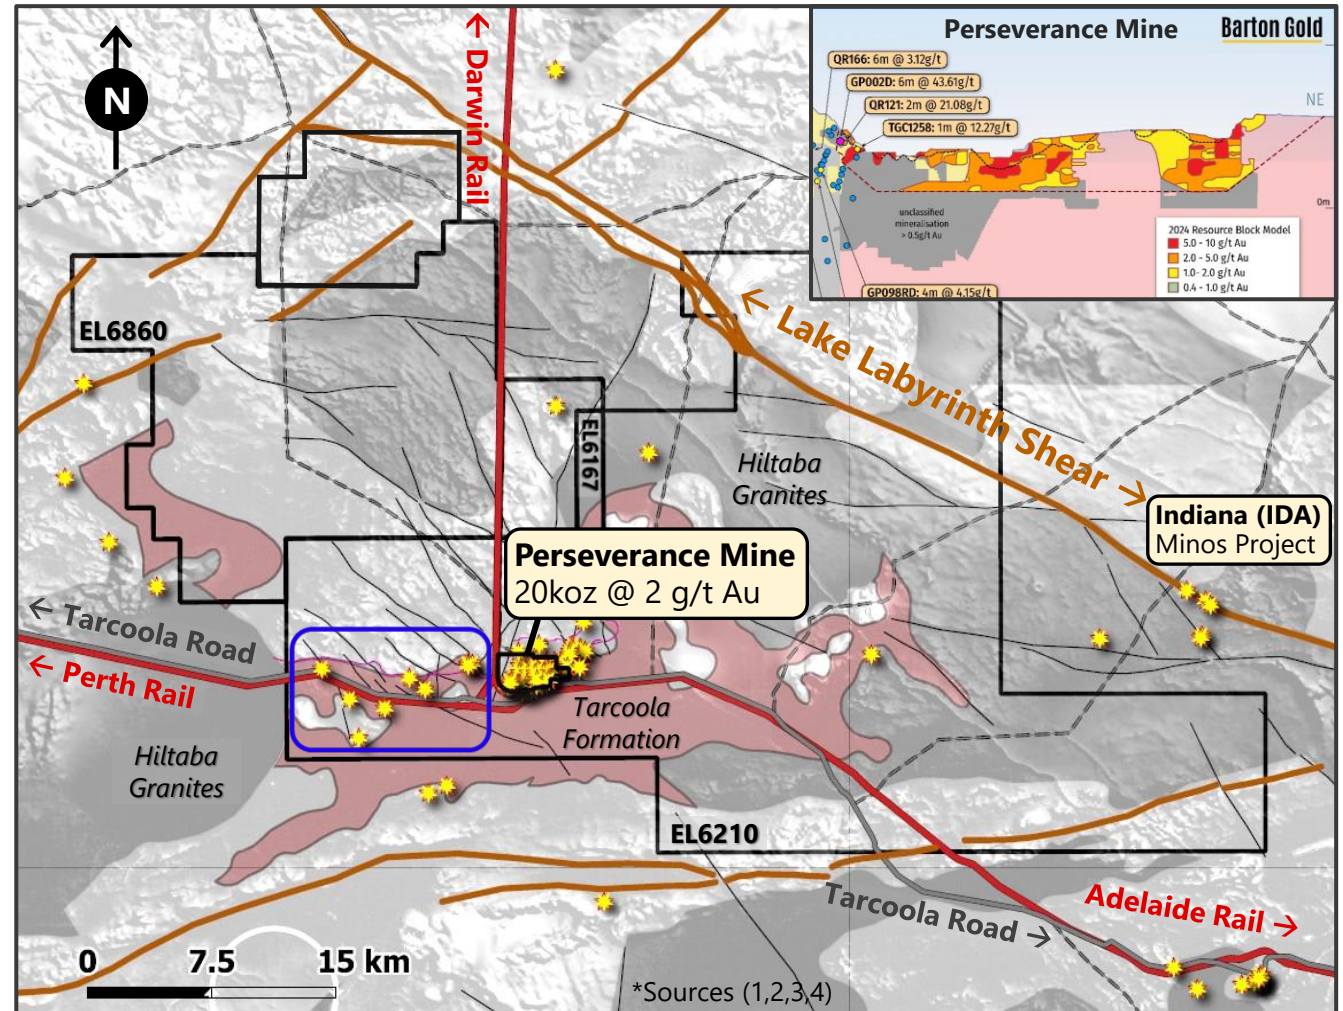 N
← Darwin Rail
Perseverance Mine
Barton Gold
QR166: 6m @ 3.12g/t
GP002D: 6m @ 43.61g/t
QR121: 2m @ 21.08g/t
TGC1258: 1m @ 12.27g/t
NE
0m
unclassified
mineralisation
> 0.5g/t Au
2024 Resource Block Model
5.0 - 10 g/t Au
2.0 - 5.0 g/t Au
1.0- 2.0 g/t Au
0.4 - 1.0 g/t Au
GP098RD: 4m @ 4.15g/t
EL6860
← Lake Labyrinth Shear →
EL6167
Hiltaba
Granites
Indiana (IDA)
Minos Project
Perseverance Mine
20koz @ 2 g/t Au
← Tarcoola Road
← Perth Rail
Tarcoola
Formation
Hiltaba
Granites
EL6210
Tarcoola Road →
Adelaide Rail →
0 7.5 15 km
*Sources (1,2,3,4)